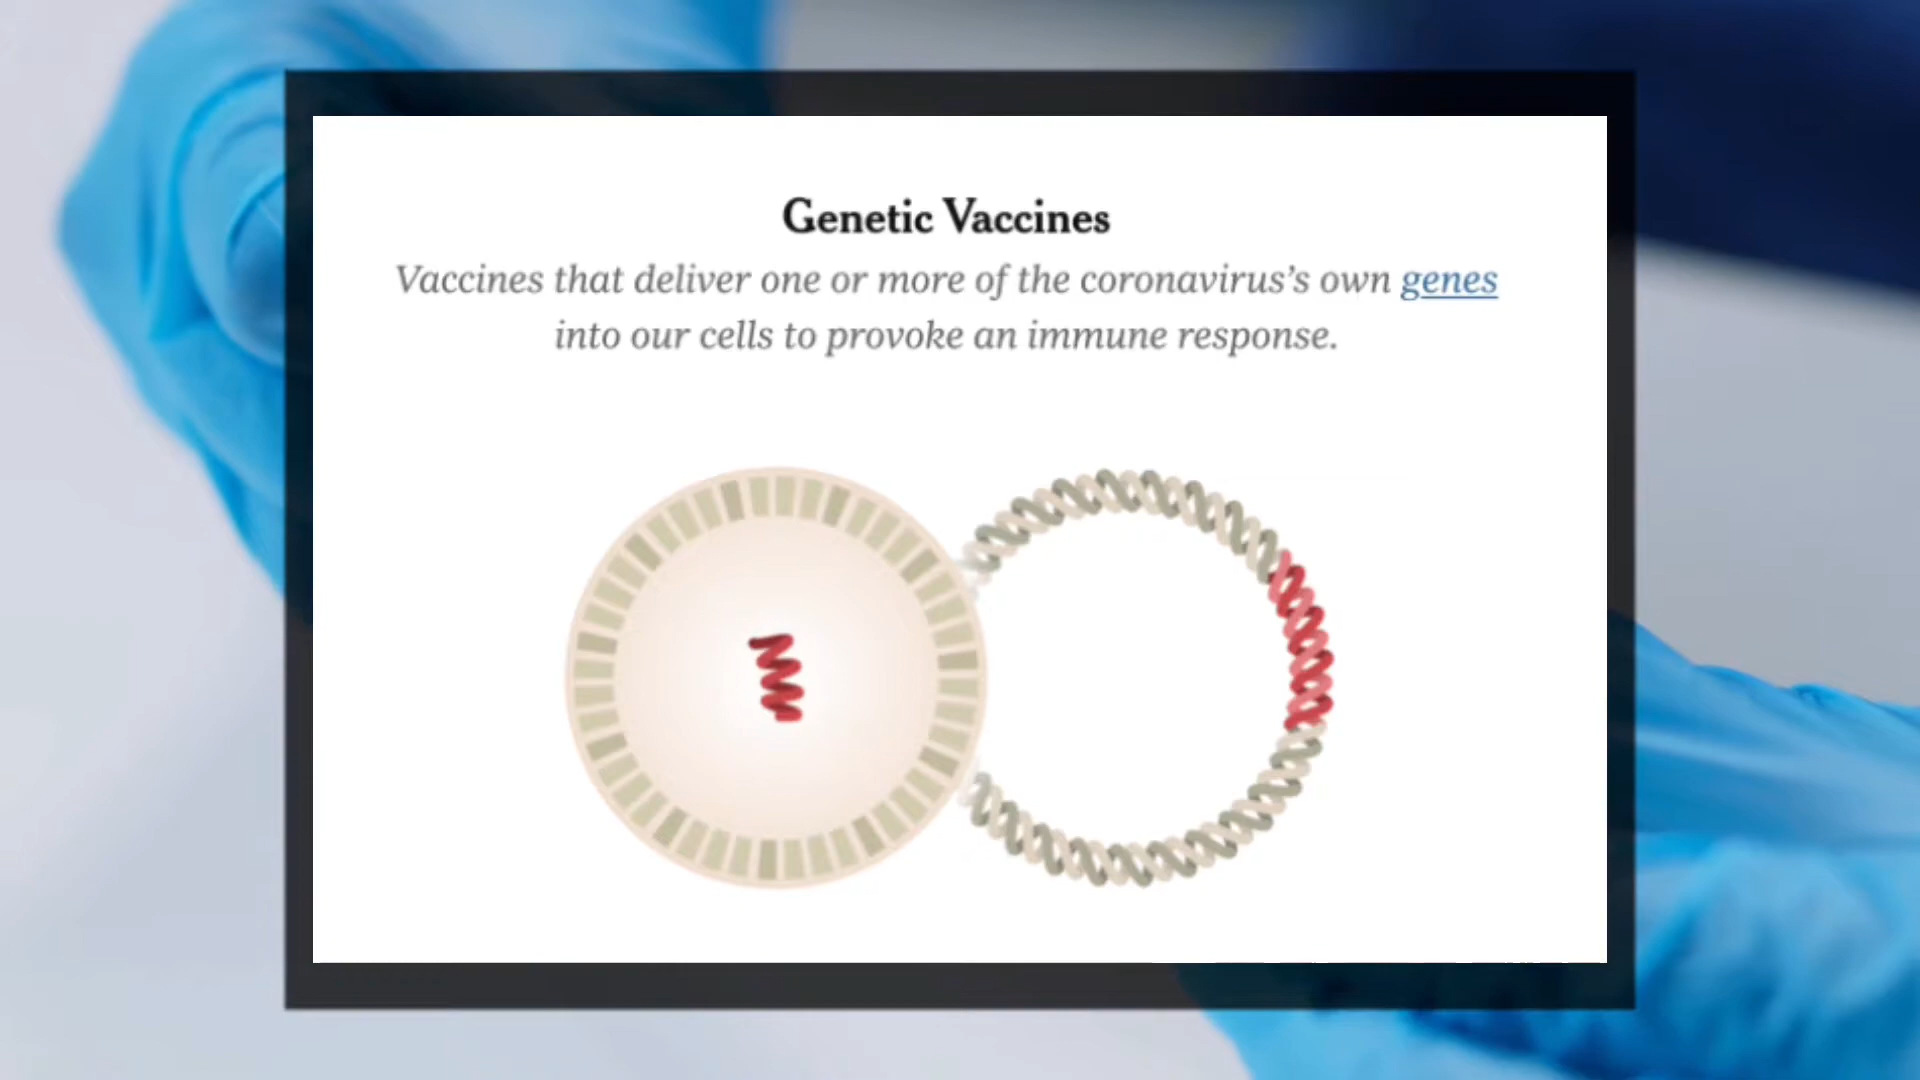 Genetic Vaccines
Vaccines that deliver one or more of the coronavirus’s own genes
into our cells to provoke an immune response.